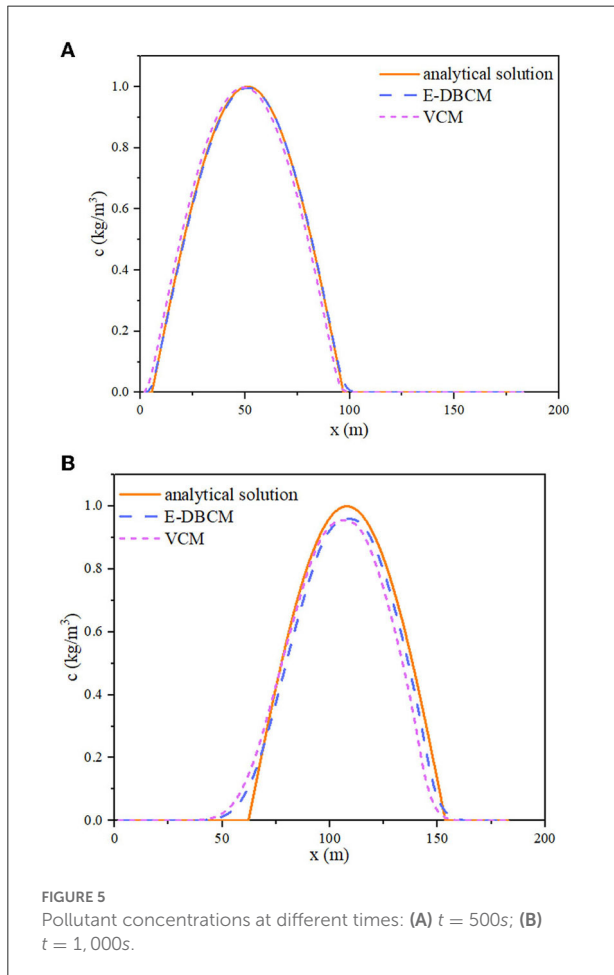 A
analytical solution
E-DBCM
VCM
1.0
0.8
0.6
0.4
0.2
0.0
c (kg/m³)
0 50 100 150 200
x (m)
B
analytical solution
E-DBCM
VCM
1.0
0.8
0.6
0.4
0.2
0.0
c (kg/m³)
0 50 100 150 200
x (m)
FIGURE 5
Pollutant concentrations at different times: (A) t = 500s; (B)
t = 1,000s.